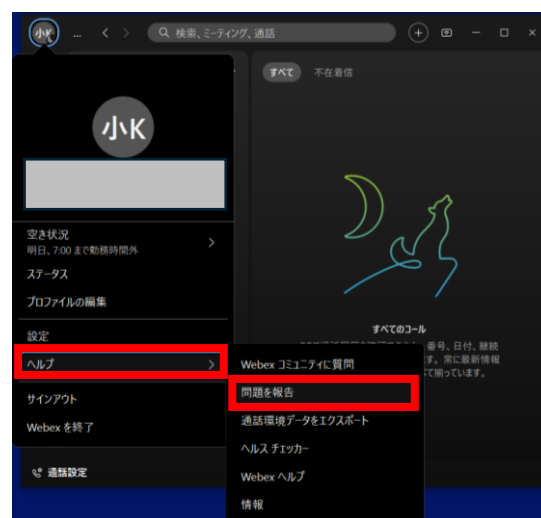 小K
…
検索、ミーティング、通話
すべて
不在着信
小K
空き状況
明日、7:00 まで勤務時間外
ステータス
プロファイルの編集
設定
ヘルプ
サインアウト
Webex を終了
通話設定
すべてのコール
番号、日付、継続
す。常に最新情報
て揃っています。
Webex コミュニティに質問
問題を報告
通話環境データをエクスポート
ヘルス チェッカー
Webex ヘルプ
情報